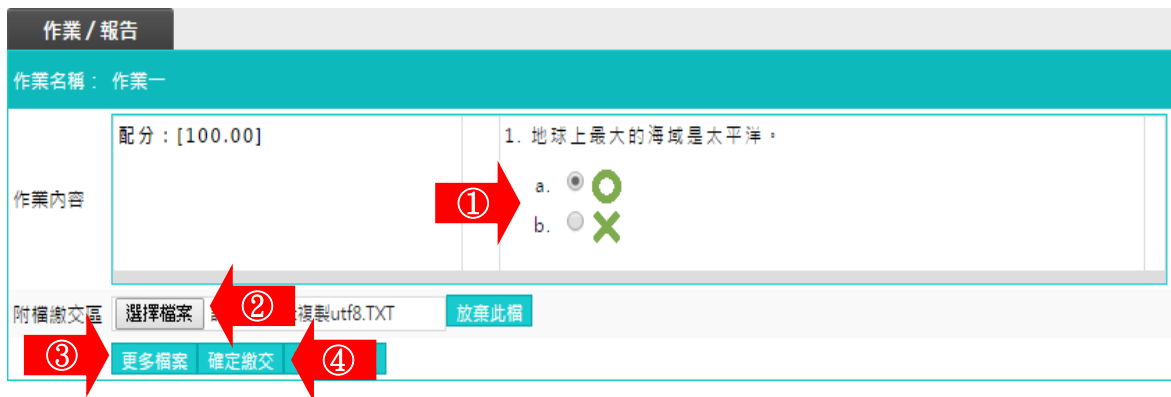 作業 / 報告
作業名稱： 作業一
作業內容
配分：[100.00]
1. 地球上最大的海域是太平洋。
a.
b.
①
附檔繳交區 選擇檔案 複製utf8.TXT 放棄此檔
②
③ 更多檔案 確定繳交 ④